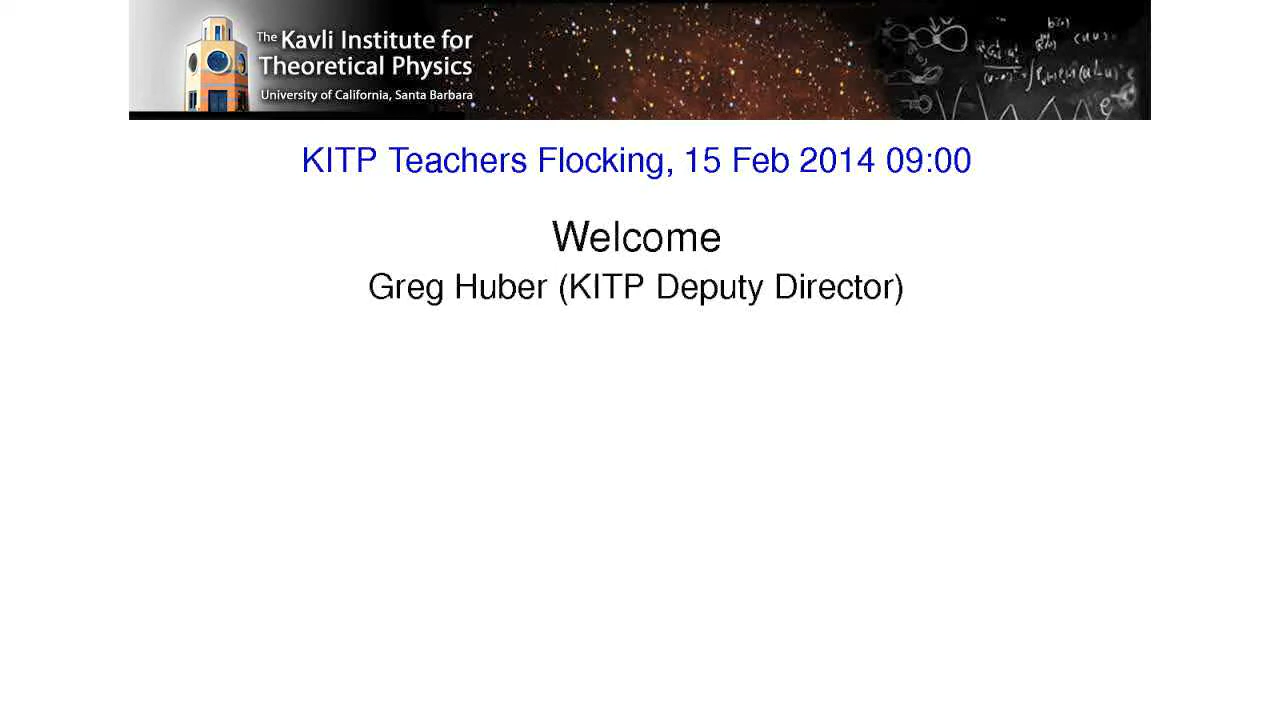 The Kavli Institute for
Theoretical Physics
University of California, Santa Barbara
KITP Teachers Flocking, 15 Feb 2014 09:00
Welcome
Greg Huber (KITP Deputy Director)